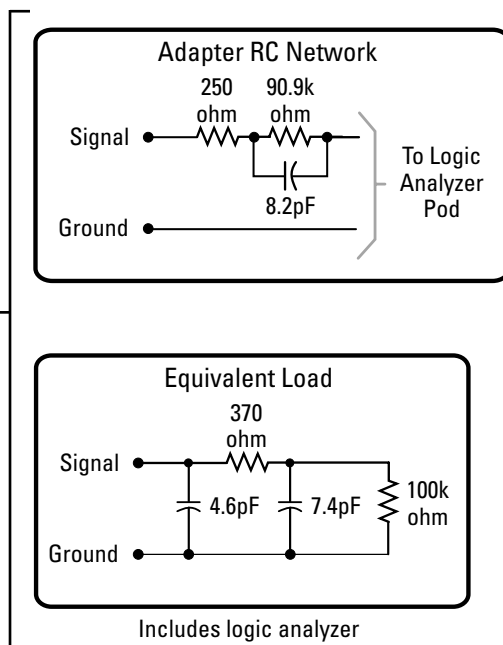 Adapter RC Network
250 ohm
90.9k ohm
Signal
8.2pF
Ground
To Logic
Analyzer
Pod
Equivalent Load
370
ohm
Signal
4.6pF
7.4pF
100k
ohm
Ground
Includes logic analyzer